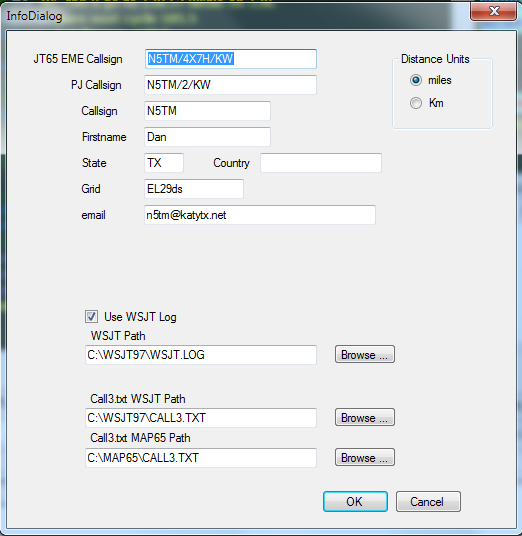 InfoDialog
JT65 EME Callsign N5TM/4X7H/KW
Distance Units
PJ Callsign N5TM/2/KW
miles
Callsign N5TM
Km
Firstname Dan
State TX Country
Grid EL29ds
email n5tm@katytx.net
Use WSJT Log
WSJT Path
C:\WSJT97\WSJT.LOG Browse ...
Call3.txt WSJT Path
C:\WSJT97\CALL3.TXT Browse ...
Call3.txt MAP65 Path
C:\MAP65\CALL3.TXT Browse ...
OK Cancel